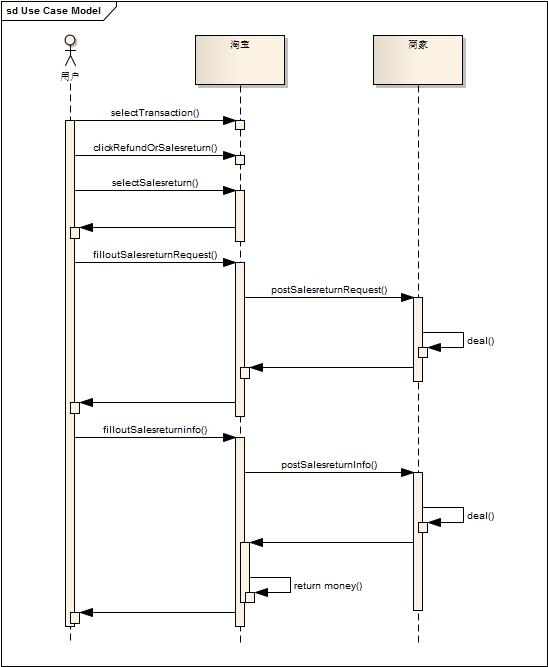 sd Use Case Model
淘宝
商家
用户
selectTransaction()
clickRefundOrSalesreturn()
selectSalesreturn()
filloutSalesreturnRequest()
postSalesreturnRequest()
deal()
filloutSalesreturninfo()
postSalesreturnInfo()
deal()
return money()